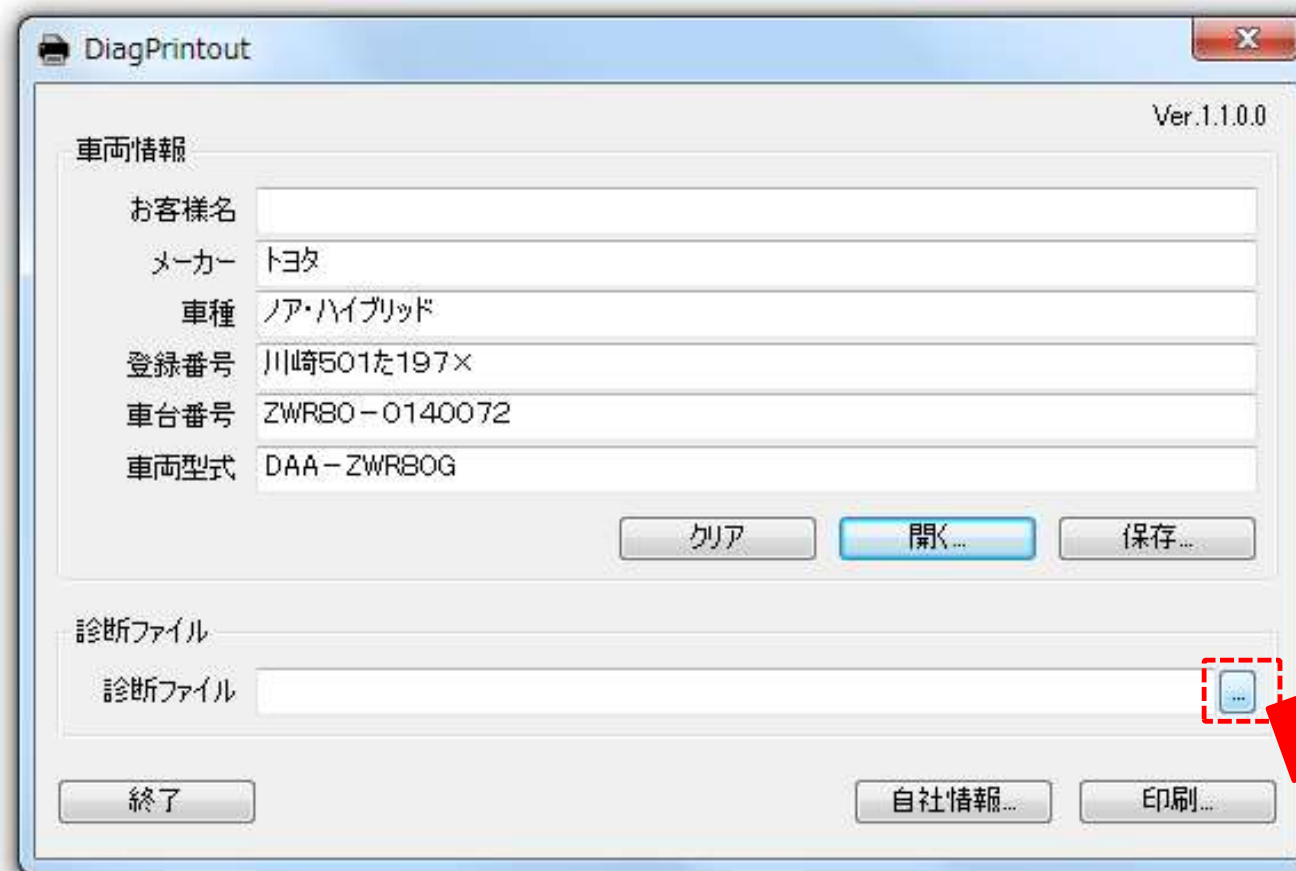 DiagPrintout
Ver.1.1.0.0
車両情報
お客様名
メーカー トヨタ
車種 ノア・ハイブリッド
登録番号 川崎501た197×
車台番号 ZWR80－0140072
車両型式 DAA－ZWR80G
クリア 開く... 保存...
診断ファイル
診断ファイル ...
終了 自社情報... 印刷...